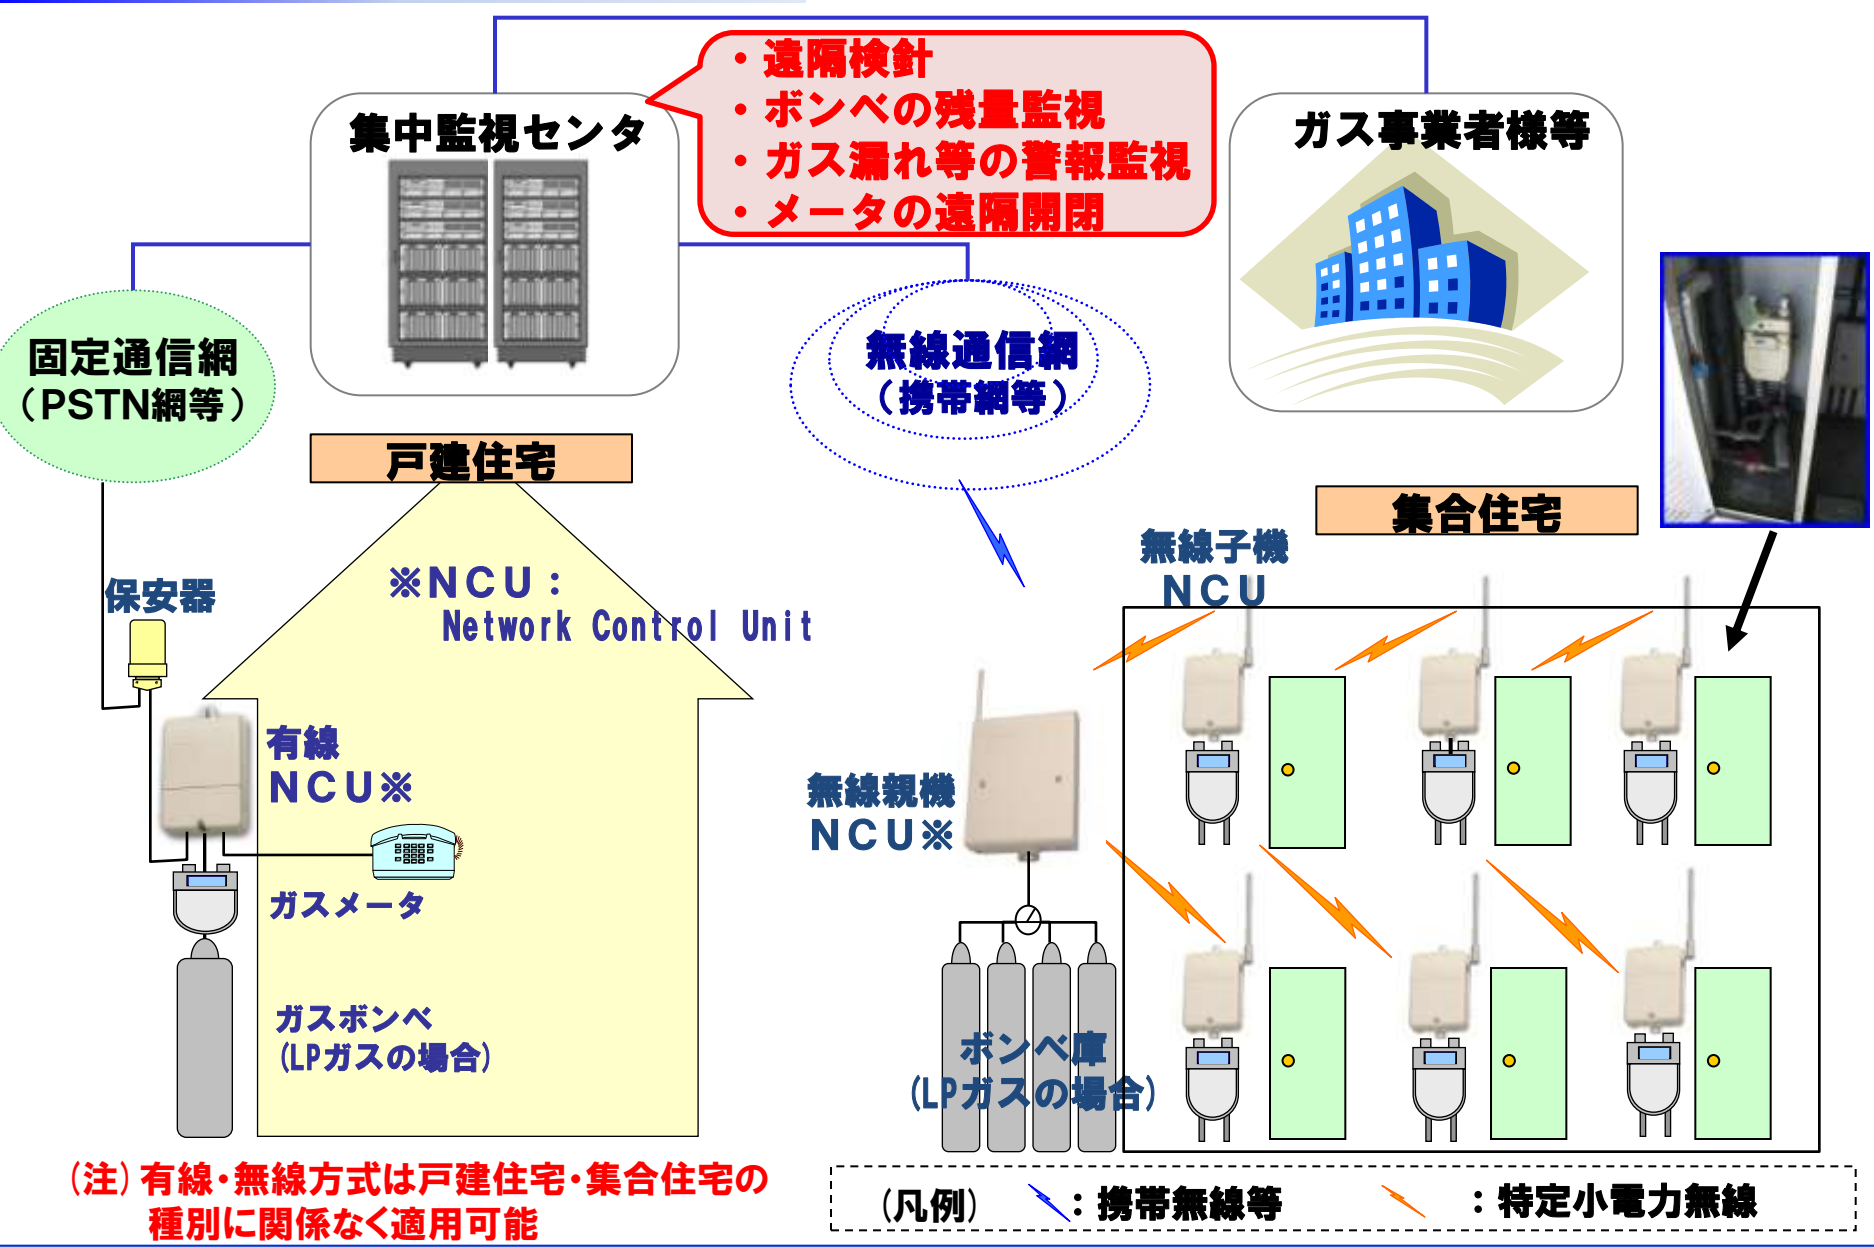 ・遠隔検針
・ボンベの残量監視
・ガス漏れ等の警報監視
・メータの遠隔開閉
集中監視センタ
ガス事業者様等
固定通信網
（PSTN網等）
無線通信網
（携帯網等）
戸建住宅
集合住宅
※NCU：
Network Control Unit
保安器
有線
NCU※
ガスメータ
ガスボンベ
(LPガスの場合)
無線子機
NCU
無線親機
NCU※
ボンベ庫
(LPガスの場合)
(注)有線・無線方式は戸建住宅・集合住宅の
種別に関係なく適用可能
(凡例)
：携帯無線等
：特定小電力無線